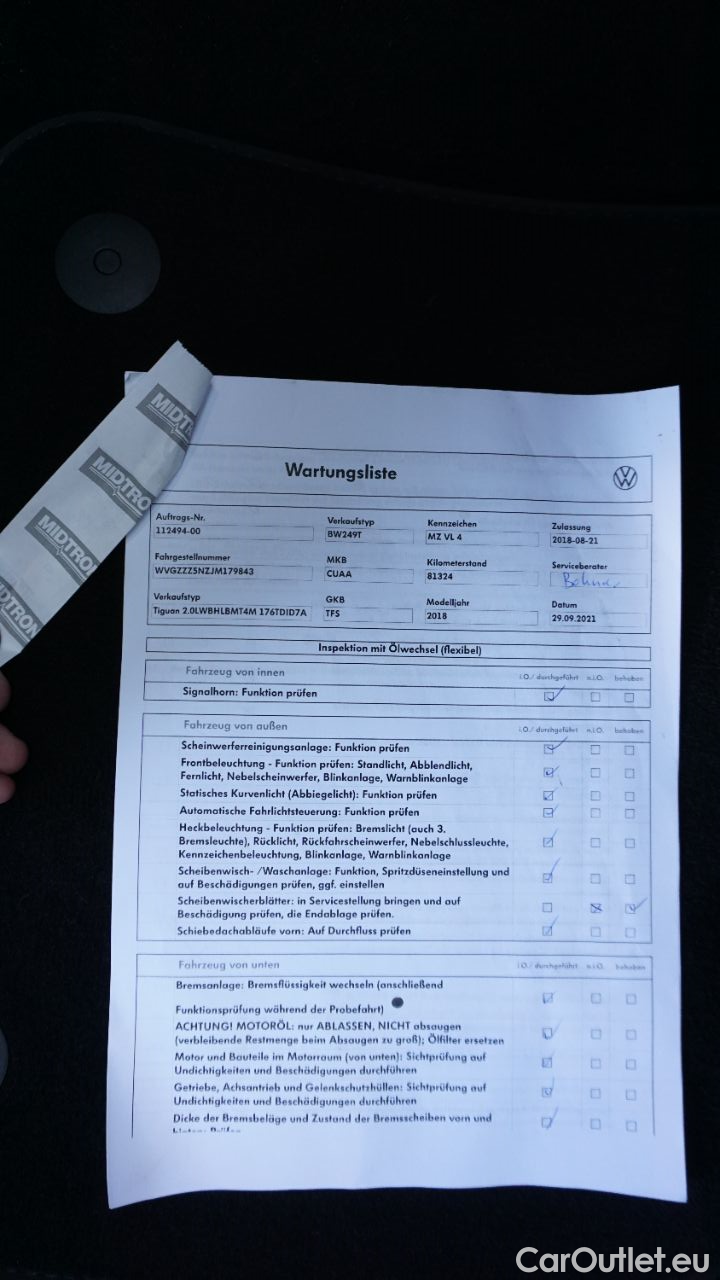 MIDTRO
MIDTRO
MIDTRO
MIDTRON
Wartungsliste
Auftrags-Nr.
112494-00
Verkaufstyp
BW249T
Kennzeichen
MZ VL 4
Zulassung
2018-08-21
Fahrgestellnummer
WVGZZZ5NZJM179843
MKB
CUAA
Kilometerstand
81324
Serviceberater
Verkaufstyp
Tiguan 2.0LWBHLBMT4M 176TDID7A
GKB
TFS
Modelljahr
2018
Datum
29.09.2021
Inspektion mit Ölwechsel (flexibel)
Fahrzeug von innen i.O./ durchgeführt n.i.O. behoben
Signalhorn: Funktion prüfen
Fahrzeug von außen i.O./ durchgeführt n.i.O. behoben
Scheinwerferreinigungsanlage: Funktion prüfen
Frontbeleuchtung - Funktion prüfen: Standlicht, Abblendlicht,
Fernlicht, Nebelscheinwerfer, Blinkanlage, Warnblinkanlage
Statisches Kurvenlicht (Abbiegelicht): Funktion prüfen
Automatische Fahrlichtsteuerung: Funktion prüfen
Heckbeleuchtung - Funktion prüfen: Bremslicht (auch 3.
Bremsleuchte), Rücklicht, Rückfahrscheinwerfer, Nebelschlussleuchte,
Kennzeichenbeleuchtung, Blinkanlage, Warnblinkanlage
Scheibenwisch- /Waschanlage: Funktion, Spritzdüseneinstellung und
auf Beschädigungen prüfen, ggf. einstellen
Scheibenwischerblätter: in Servicestellung bringen und auf
Beschädigung prüfen, die Endablage prüfen.
Schiebedachabläufe vorn: Auf Durchfluss prüfen
Fahrzeug von unten i.O./ durchgeführt n.i.O. behoben
Bremsanlage: Bremsflüssigkeit wechseln (anschließend
Funktionsprüfung während der Probefahrt)
ACHTUNG! MOTORÖL: nur ABLASSEN, NICHT absaugen
(verbleibende Restmenge beim Absaugen zu groß); Ölfilter ersetzen
Motor und Bauteile im Motorraum (von unten): Sichtprüfung auf
Undichtigkeiten und Beschädigungen durchführen
Getriebe, Achsantrieb und Gelenkschutzhüllen: Sichtprüfung auf
Undichtigkeiten und Beschädigungen durchführen
Dicke der Bremsbeläge und Zustand der Bremsscheiben vorn und
CarOutlet.eu